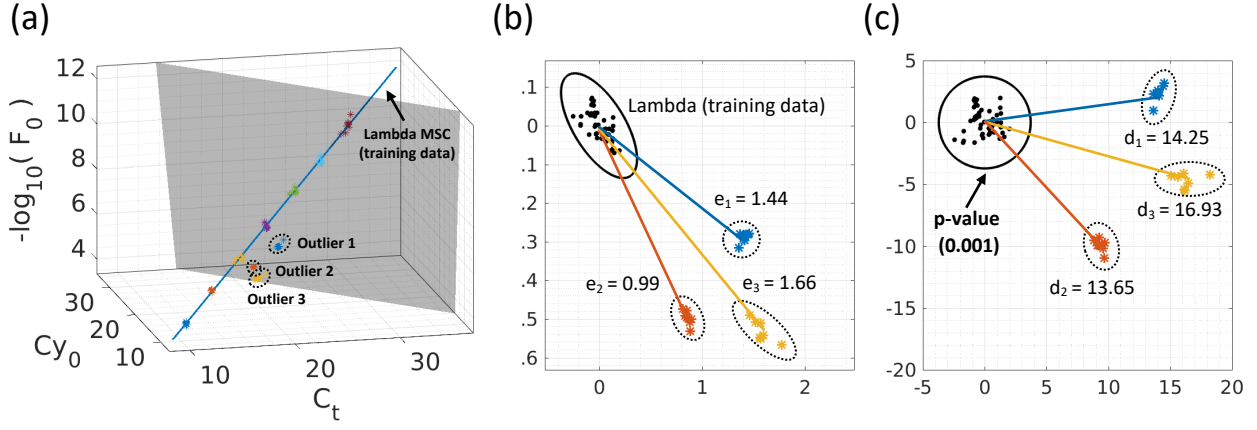 (a)
12
10
8
6
4
-log10( F0)
30
20
10
Cy0
10
20
30
Ct
Lambda MSC
(training data)
Outlier 1
Outlier 2
Outlier 3
(b)
.1
0
.1
.2
.3
.4
.5
.6
0
1
2
Lambda (training data)
e1 = 1.44
e2 = 0.99
e3 = 1.66
(c)
5
0
-5
-10
-15
-20
-5
0
5
10
15
20
d1 = 14.25
d3 = 16.93
d2 = 13.65
p-value
(0.001)